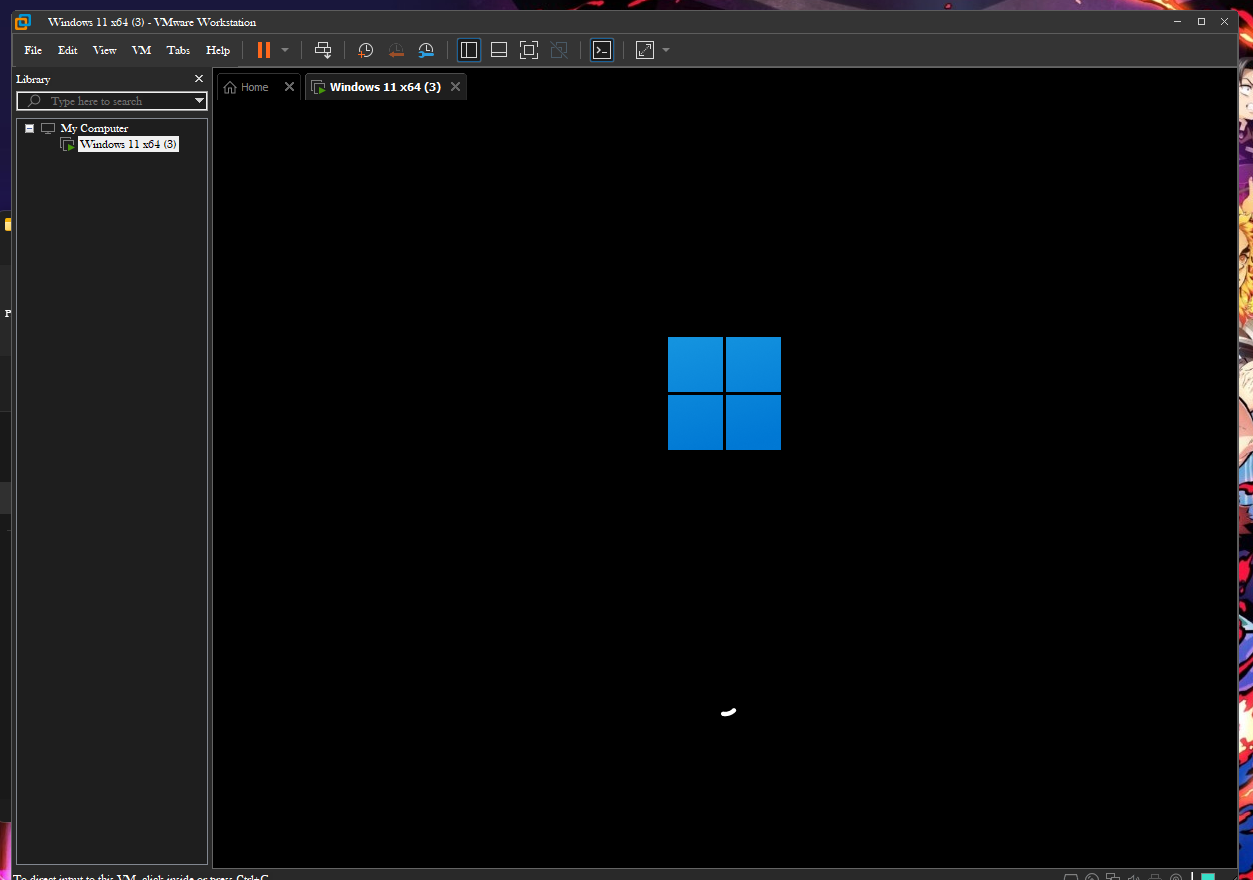 Windows 11 x64 (3) - VMware Workstation
File Edit View VM Tabs Help
Library
Type here to search
Home
Windows 11 x64 (3)
My Computer
Windows 11 x64 (3)
P
To direct input to this VM, click inside or press Ctrl+G.